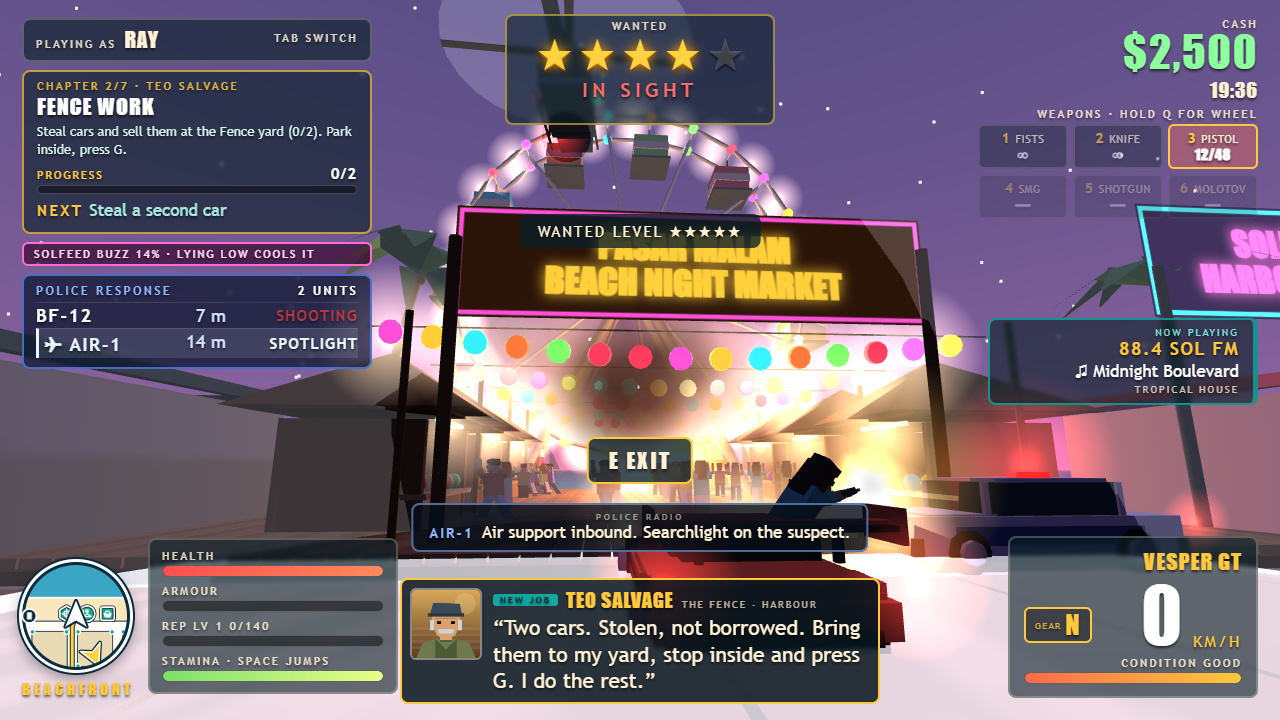 PLAYING AS RAY
TAB SWITCH
CHAPTER 2/7 · TEO SALVAGE
FENCE WORK
Steal cars and sell them at the Fence yard (0/2). Park
inside, press G.
PROGRESS 0/2
NEXT Steal a second car
SOLFEED BUZZ 14% · LYING LOW COOLS IT
POLICE RESPONSE 2 UNITS
BF-12 7 m SHOOTING
AIR-1 14 m SPOTLIGHT
WANTED
IN SIGHT
WANTED LEVEL ★★★★★
PASAR MALAM
BEACH NIGHT MARKET
CASH
$2,500
19:36
WEAPONS · HOLD Q FOR WHEEL
1 FISTS
∞
2 KNIFE
∞
3 PISTOL
12/48
4 SMG
—
5 SHOTGUN
—
6 MOLOTOV
—
NOW PLAYING
88.4 SOL FM
♫ Midnight Boulevard
TROPICAL HOUSE
E EXIT
POLICE RADIO
AIR-1 Air support inbound. Searchlight on the suspect.
NEW JOB TEO SALVAGE THE FENCE · HARBOUR
“Two cars. Stolen, not borrowed. Bring
them to my yard, stop inside and press
G. I do the rest.”
BEACHFRONT
HEALTH
ARMOUR
REP LV 1 0/140
STAMINA · SPACE JUMPS
VESPER GT
GEAR N
0 KM/H
CONDITION GOOD